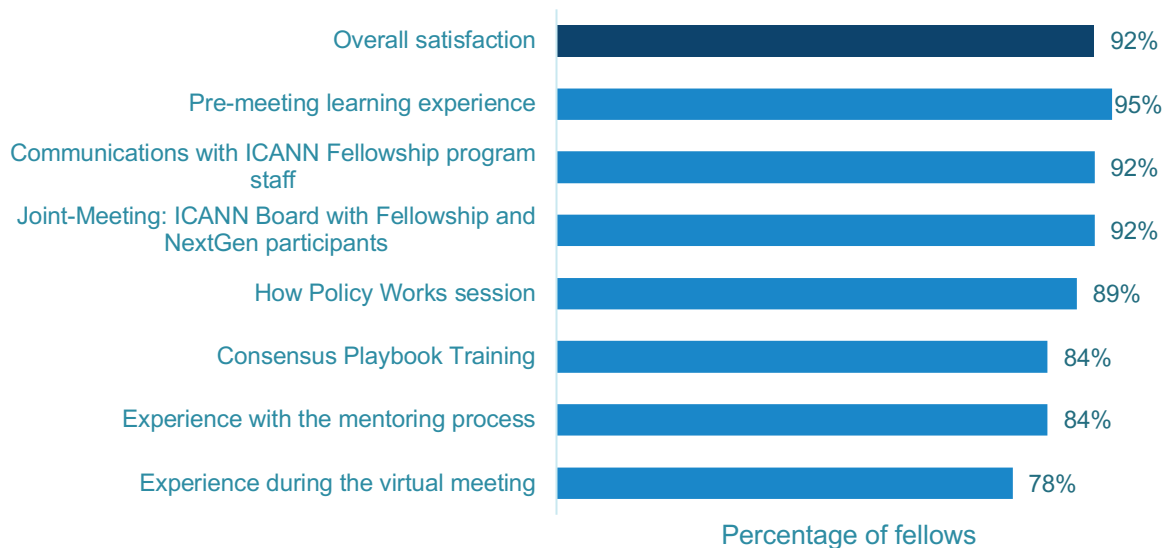 Overall satisfaction
92%
Pre-meeting learning experience
95%
Communications with ICANN Fellowship program
staff
92%
Joint-Meeting: ICANN Board with Fellowship and
NextGen participants
92%
How Policy Works session
89%
Consensus Playbook Training
84%
Experience with the mentoring process
84%
Experience during the virtual meeting
78%
Percentage of fellows